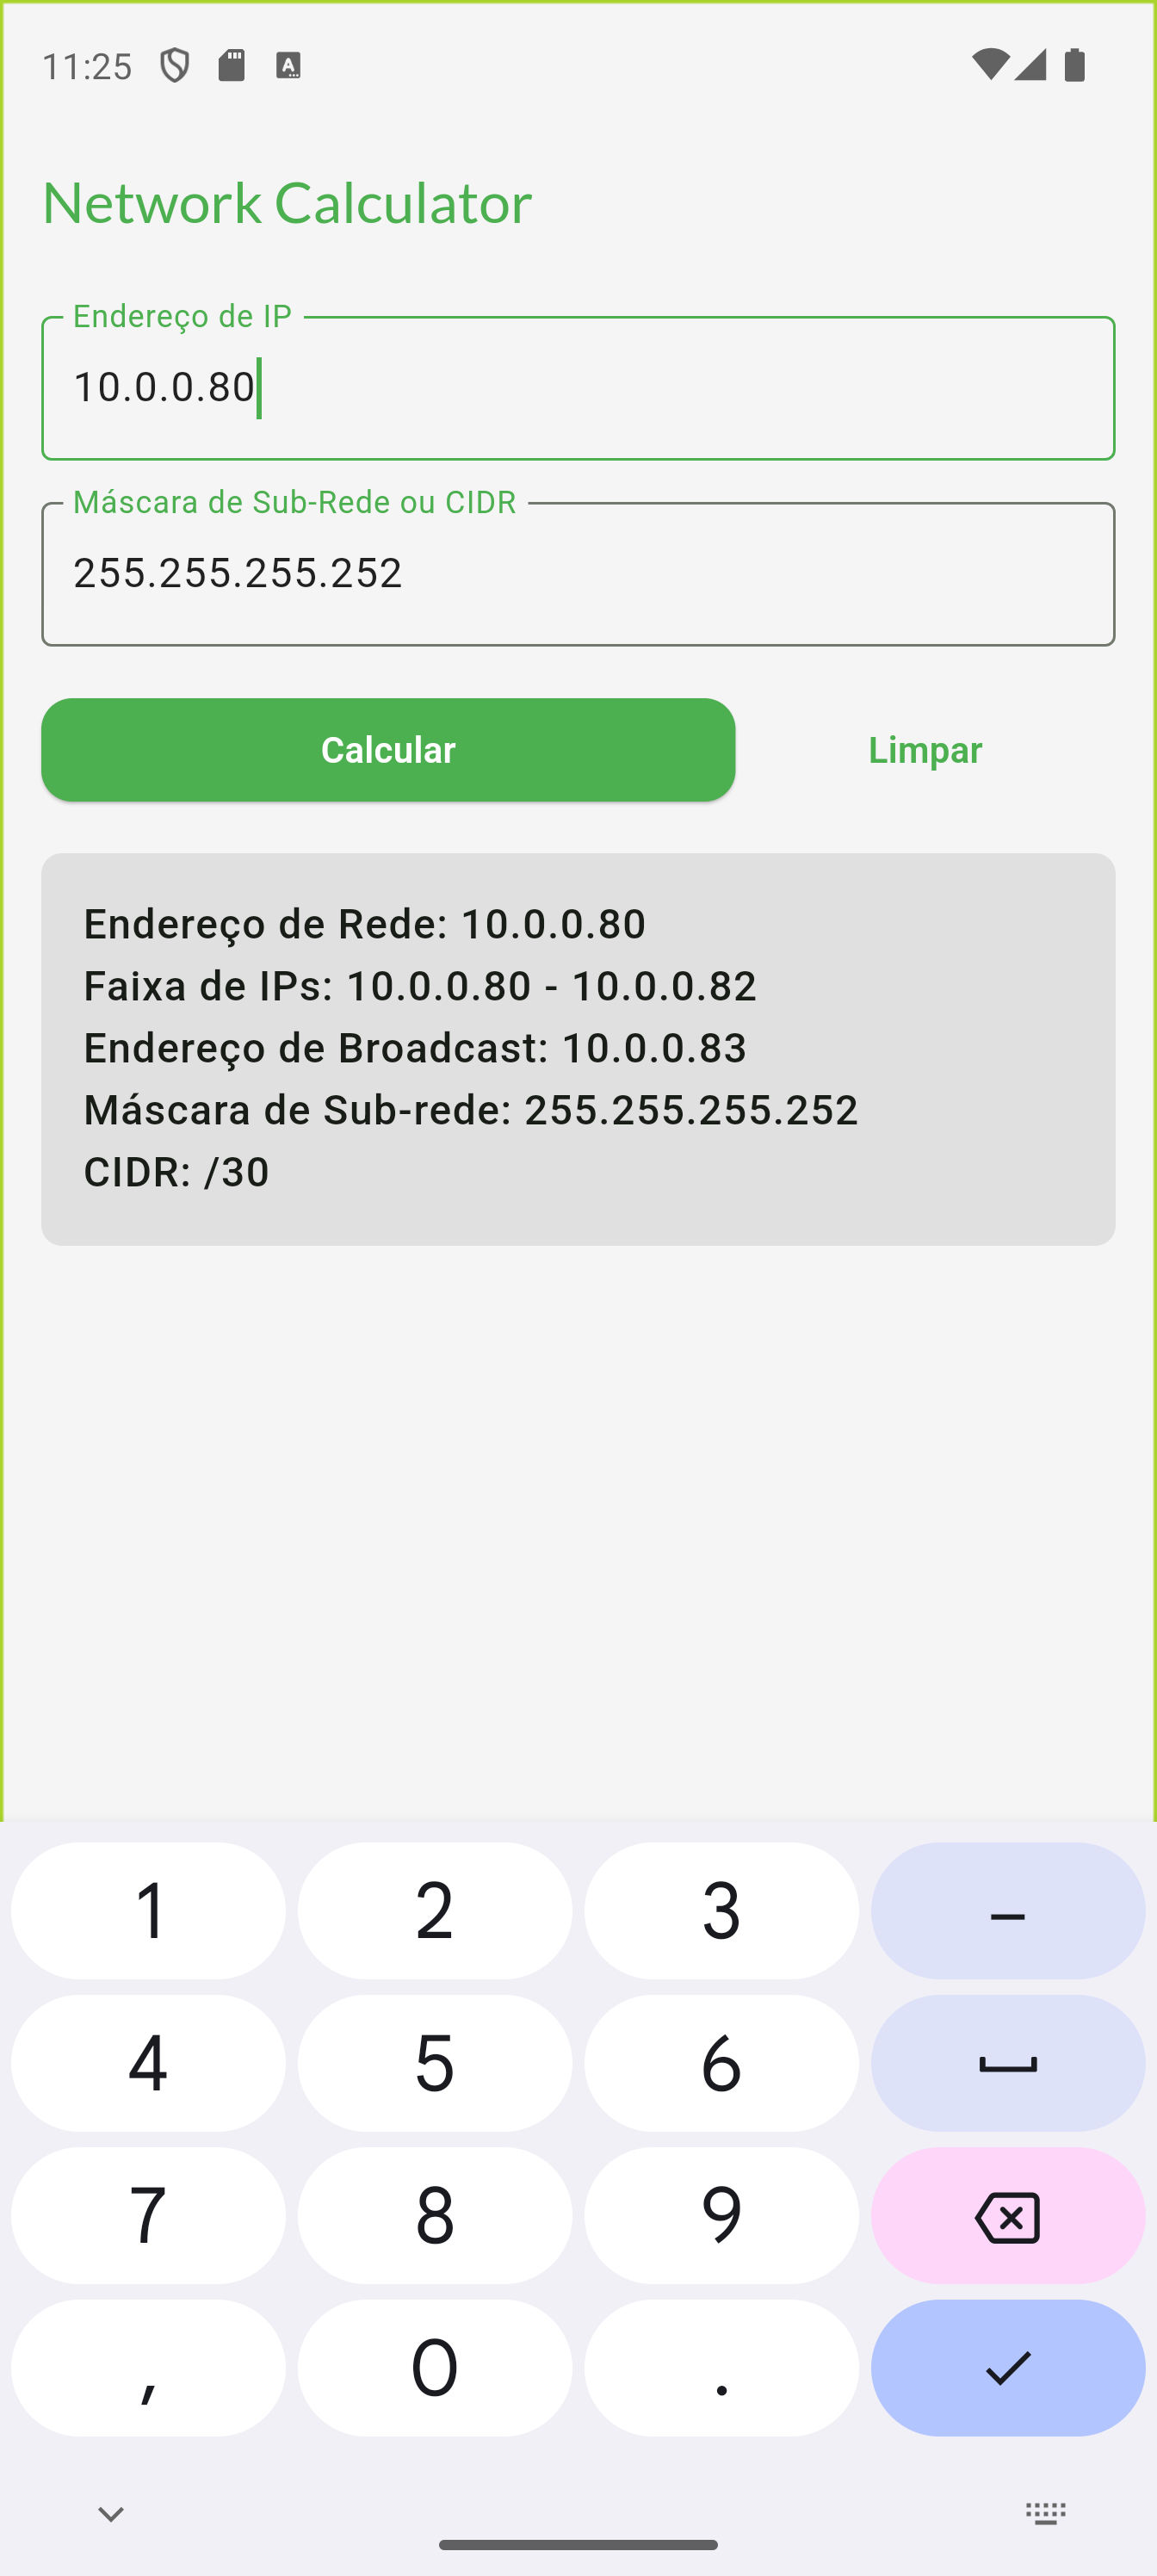 11:25
Network Calculator
Endereço de IP
10.0.0.80
Máscara de Sub-Rede ou CIDR
255.255.255.252
Calcular Limpar
Endereço de Rede: 10.0.0.80
Faixa de IPs: 10.0.0.80 - 10.0.0.82
Endereço de Broadcast: 10.0.0.83
Máscara de Sub-rede: 255.255.255.252
CIDR: /30
1 2 3 –
4 5 6
7 8 9
, 0 .